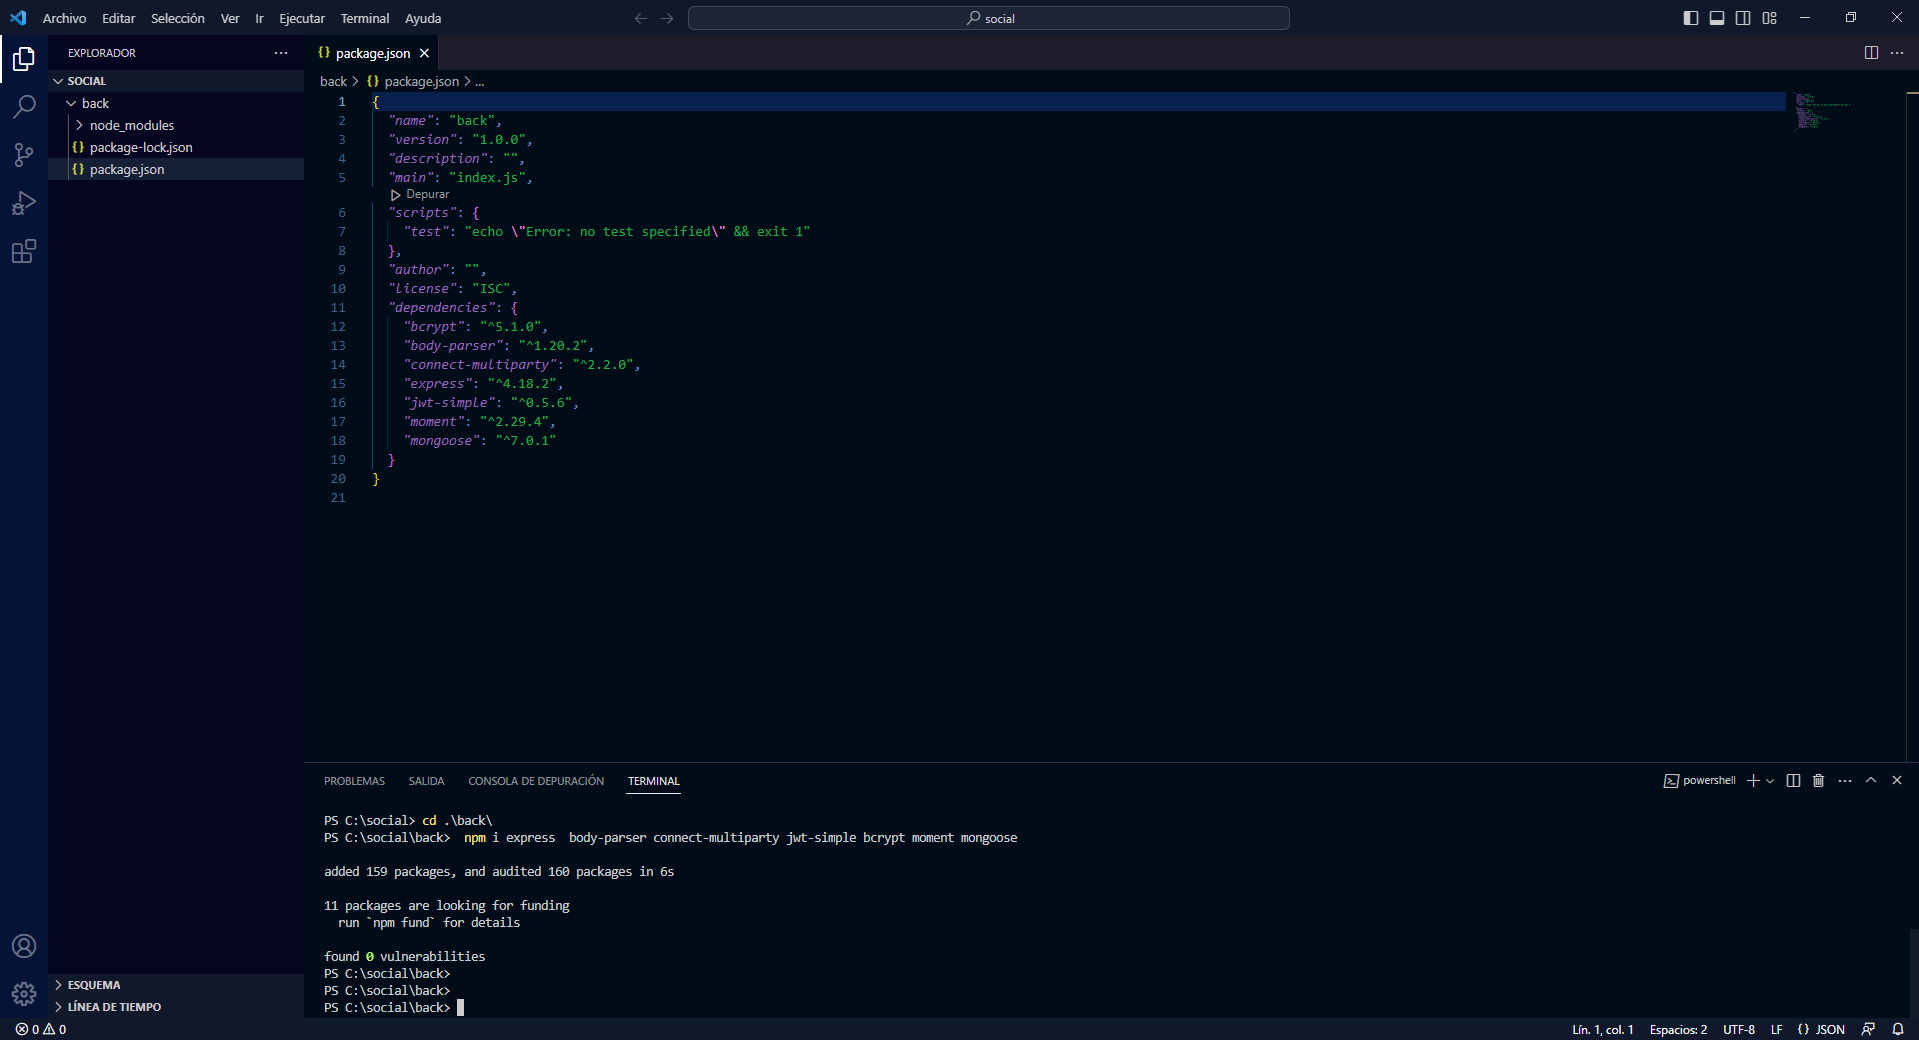 Archivo Editar Selección Ver Ir Ejecutar Terminal Ayuda
social
EXPLORADOR
SOCIAL
back
node_modules
package-lock.json
package.json
package.json
back > package.json > ...
1 {
2 "name": "back",
3 "version": "1.0.0",
4 "description": "",
5 "main": "index.js",
Depurar
6 "scripts": {
7 "test": "echo \"Error: no test specified\" && exit 1"
8 },
9 "author": "",
10 "license": "ISC",
11 "dependencies": {
12 "bcrypt": "^5.1.0",
13 "body-parser": "^1.20.2",
14 "connect-multiparty": "^2.2.0",
15 "express": "^4.18.2",
16 "jwt-simple": "^0.5.6",
17 "moment": "^2.29.4",
18 "mongoose": "^7.0.1"
19 }
20 }
21
PROBLEMAS SALIDA CONSOLA DE DEPURACIÓN TERMINAL
powershell
PS C:\social> cd .\back\
PS C:\social\back>  npm i express  body-parser connect-multiparty jwt-simple bcrypt moment mongoose
added 159 packages, and audited 160 packages in 6s
11 packages are looking for funding
run `npm fund` for details
found 0 vulnerabilities
PS C:\social\back>
PS C:\social\back>
PS C:\social\back>
ESQUEMA
LÍNEA DE TIEMPO
0 0
Lín. 1, col. 1 Espacios: 2 UTF-8 LF {} JSON